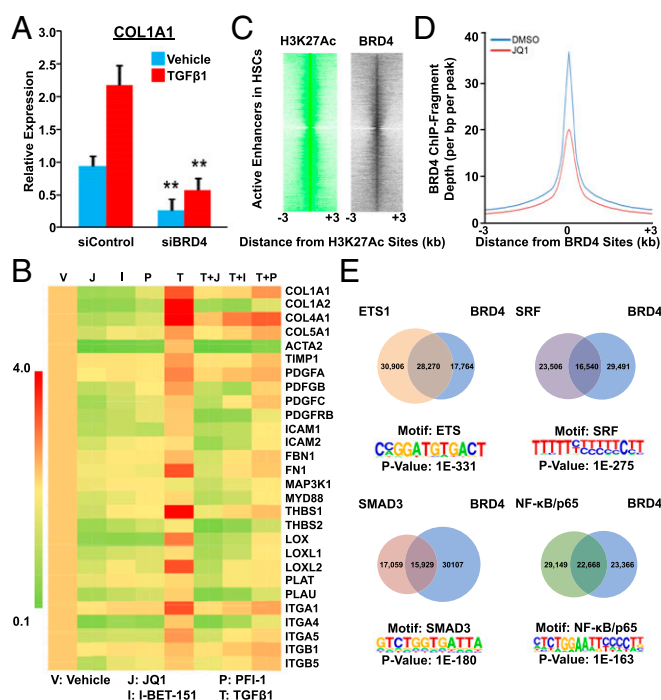 A
COL1A1
Vehicle
TGFβ1
Relative Expression
3.0
2.5
2.0
1.5
1.0
0.5
0
**
**
siControl
siBRD4
C
H3K27Ac
BRD4
Active Enhancers in HSCs
-3
+3
-3
+3
Distance from H3K27Ac Sites (kb)
D
DMSO
JQ1
BRD4 ChIP-Fragment
Depth (per bp per peak)
40
30
20
10
0
-3
0
+3
Distance from BRD4 Sites (kb)
B
V J I P T T+J T+I T+P
COL1A1
COL1A2
COL4A1
COL5A1
ACTA2
TIMP1
PDGFA
PDFGB
PDGFC
PDGFRB
ICAM1
ICAM2
FBN1
FN1
MAP3K1
MYD88
THBS1
THBS2
LOX
LOXL1
LOXL2
PLAT
PLAU
ITGA1
ITGA4
ITGA5
ITGB1
ITGB5
4.0
0.1
V: Vehicle J: JQ1 P: PFI-1
I: I-BET-151 T: TGFβ1
E
ETS1
BRD4
30,906
28,270
17,764
Motif: ETS
P-Value: 1E-331
SRF
BRD4
23,506
16,540
29,491
Motif: SRF
P-Value: 1E-275
SMAD3
BRD4
17,059
15,929
30107
Motif: SMAD3
GTCTGGTGATTA
P-Value: 1E-180
NF-κB/p65
BRD4
29,149
22,668
23,366
Motif: NF-κB/p65
P-Value: 1E-163